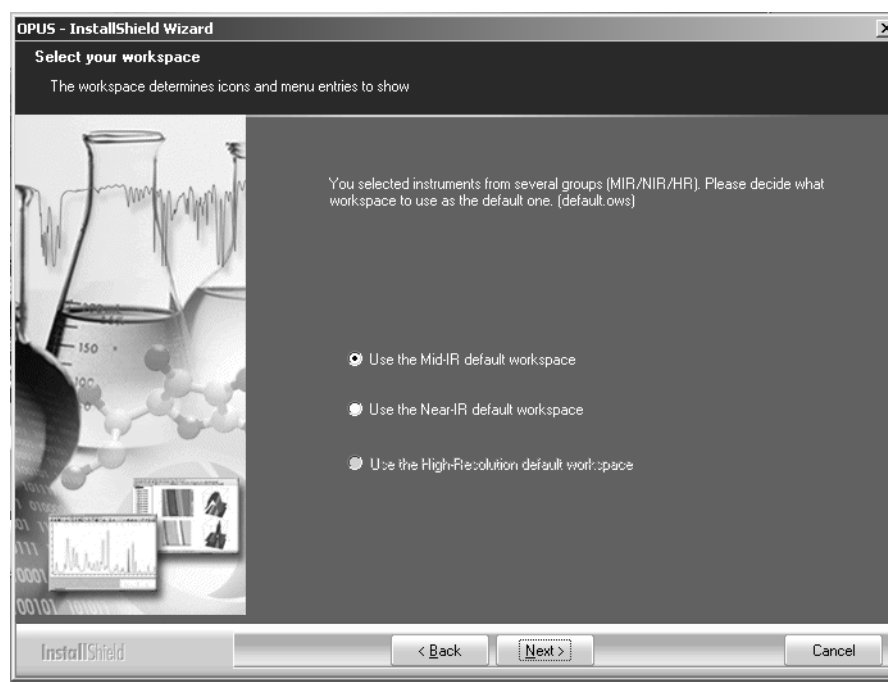 OPUS - InstallShield Wizard
Select your workspace
The workspace determines icons and menu entries to show
You selected instruments from several groups (MIR/NIR/HR). Please decide what
workspace to use as the default one. (default.ows)
Use the Mid-IR default workspace
Use the Near-IR default workspace
Use the High-Resolution default workspace
150
InstallShield
< Back
Next >
Cancel